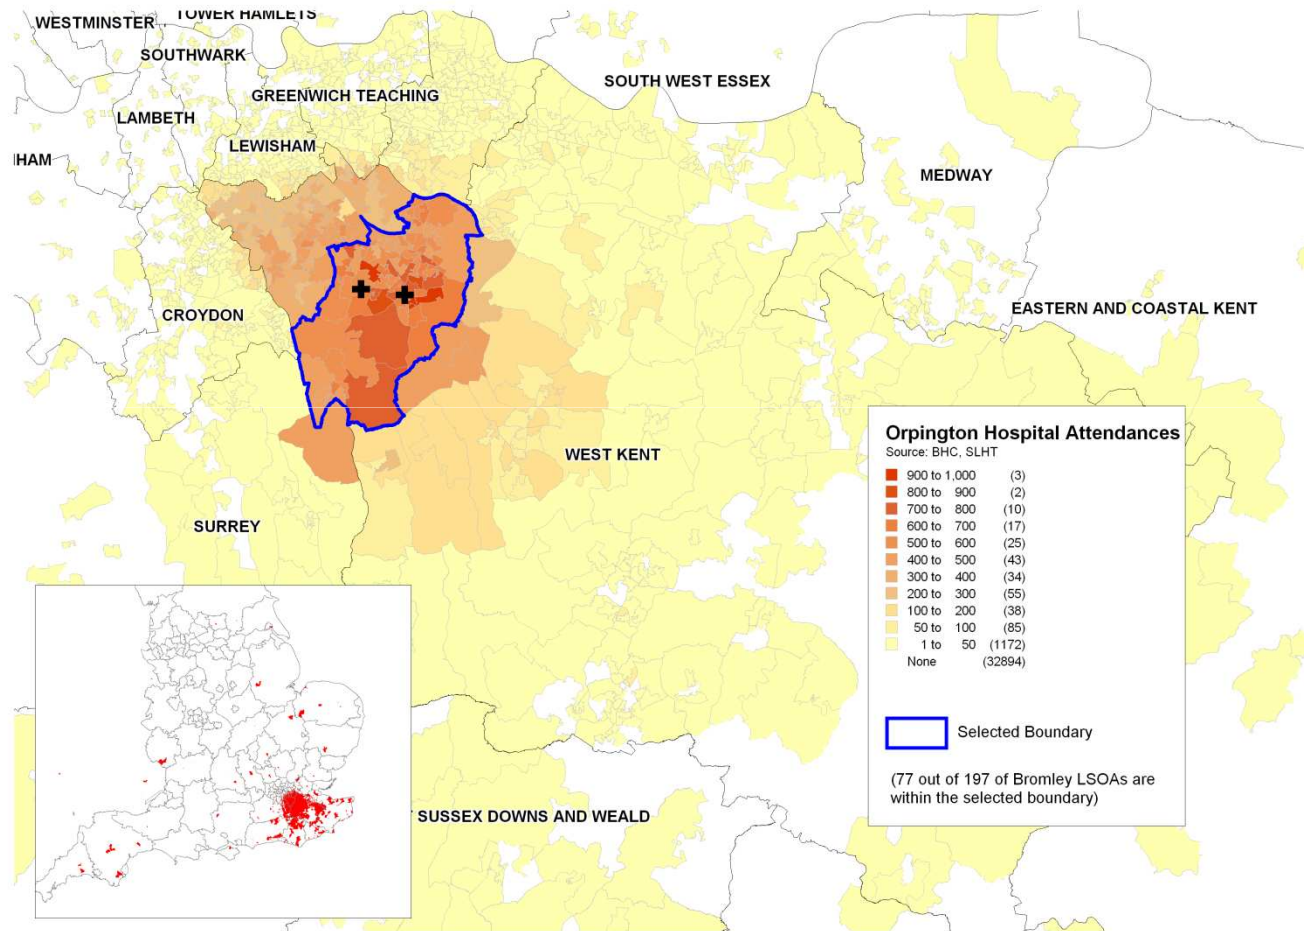 WESTMINSTER
TOWER HAMLETS
SOUTHWARK
SOUTH WEST ESSEX
GREENWICH TEACHING
LAMBETH
LEWISHAM
HAM
MEDWAY
CROYDON
EASTERN AND COASTAL KENT
WEST KENT
SURREY
SUSSEX DOWNS AND WEALD
Orpington Hospital Attendances
Source: BHC, SLHT
900 to 1,000 (3)
800 to 900 (2)
700 to 800 (10)
600 to 700 (17)
500 to 600 (25)
400 to 500 (43)
300 to 400 (34)
200 to 300 (55)
100 to 200 (38)
50 to 100 (85)
1 to 50 (1172)
None (32894)
Selected Boundary
(77 out of 197 of Bromley LSOAs are
within the selected boundary)